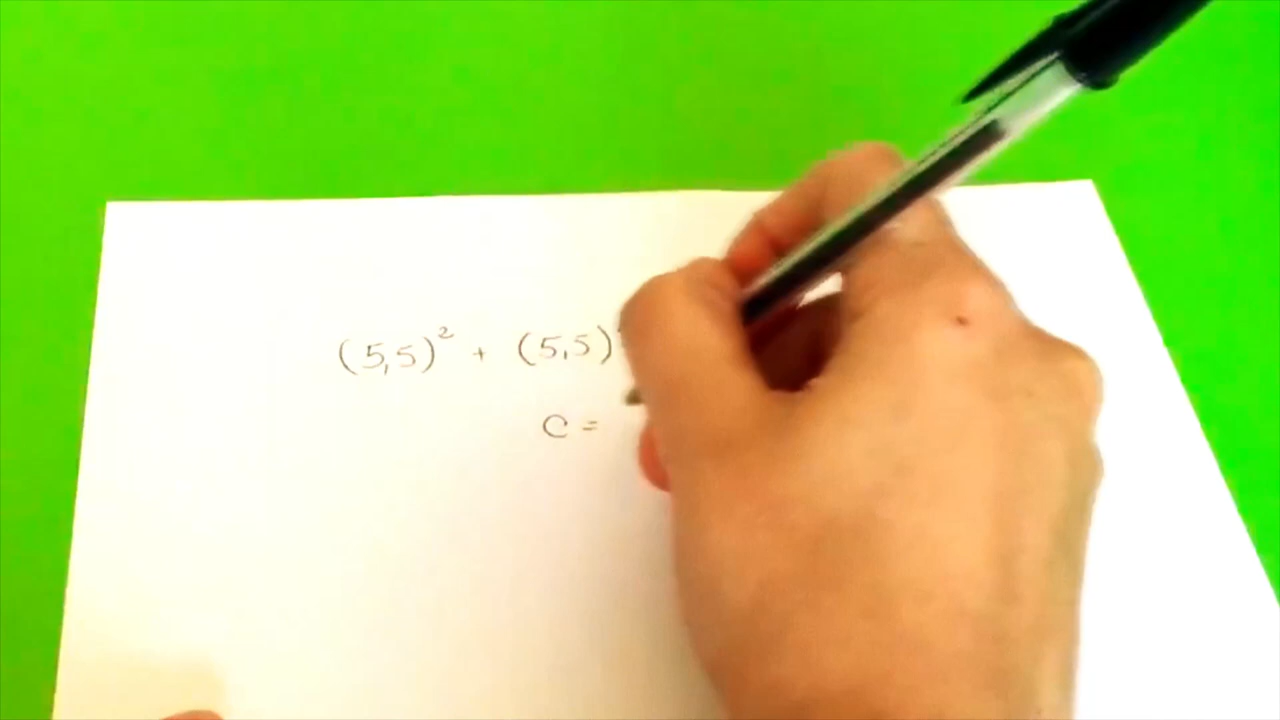 (5,5)² + (5,5)
C =